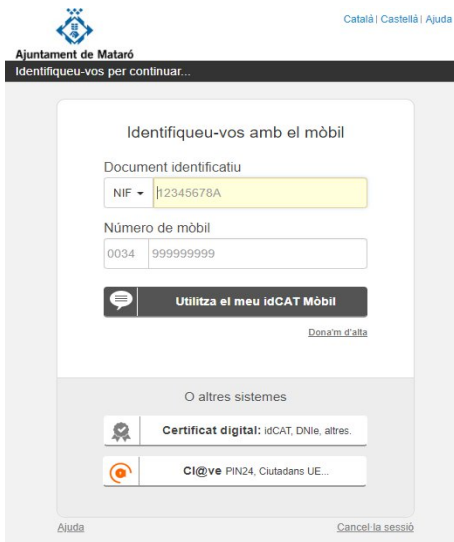 Català | Castellà | Ajuda
Ajuntament de Mataró
Identifiqueu-vos per continuar...
Identifiqueu-vos amb el mòbil
Document identificatiu
NIF 12345678A
Número de mòbil
0034 999999999
Utilitza el meu idCAT Mòbil
Dona'm d'alta
O altres sistemes
Certificat digital: idCAT, DNIe, altres.
Cl@ve PIN24, Ciutadans UE...
Ajuda Cancel·la sessió